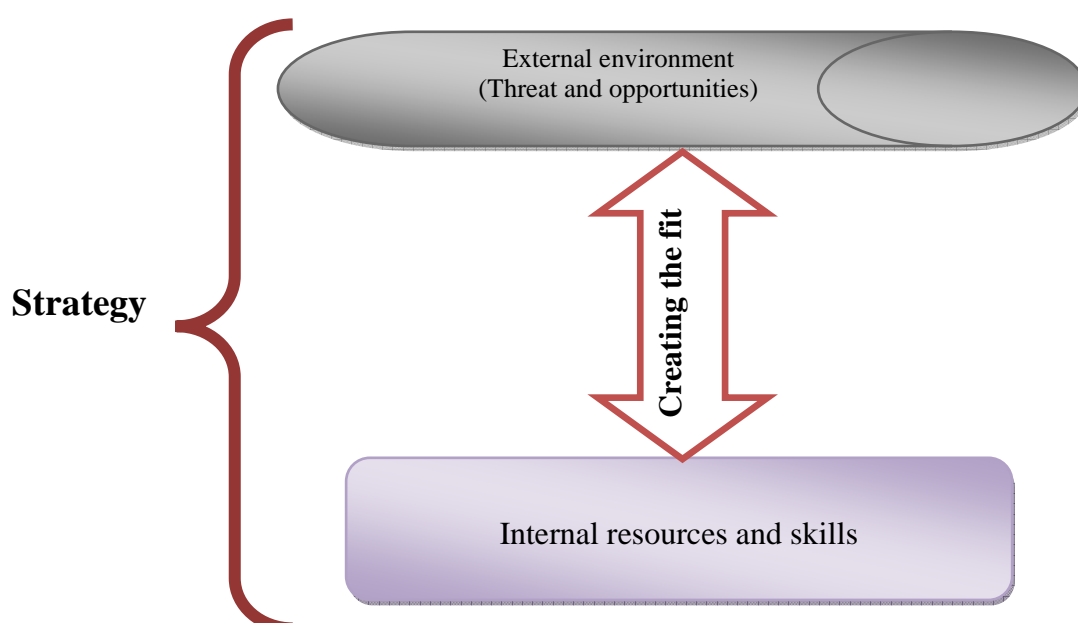 External environment
(Threat and opportunities)
Creating the fit
Strategy
Internal resources and skills